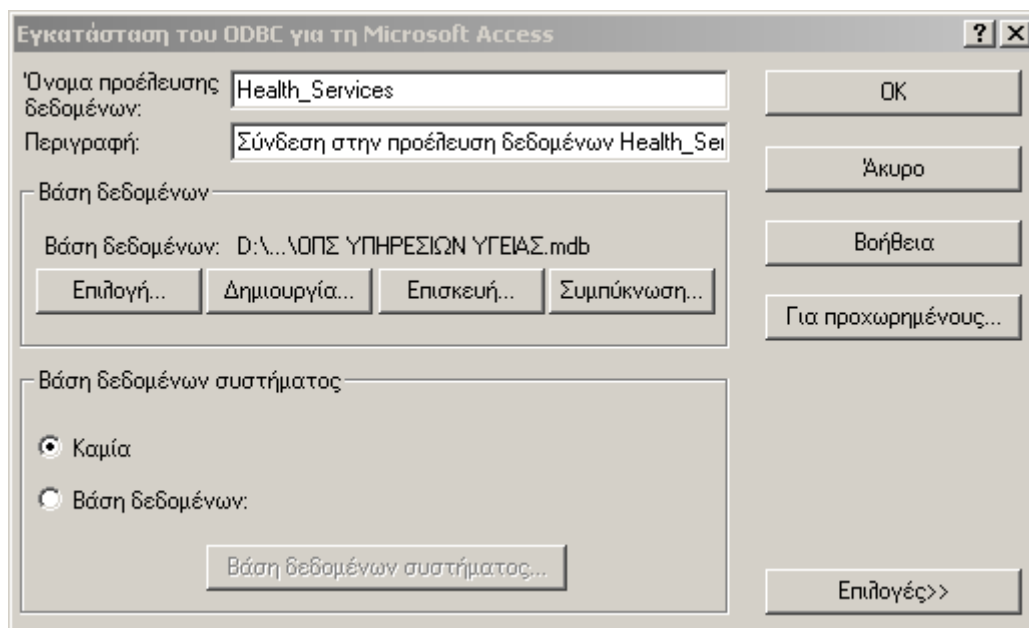 Εγκατάσταση του ODBC για τη Microsoft Access
Όνομα προέλευσης
δεδομένων:
Health_Services
OK
Περιγραφή:
Σύνδεση στην προέλευση δεδομένων Health_Ser
Άκυρο
Βάση δεδομένων
Βάση δεδομένων: D:\...\ΟΠΣ ΥΠΗΡΕΣΙΩΝ ΥΓΕΙΑΣ.mdb
Βοήθεια
Επιλογή... Δημιουργία... Επισκευή... Συμπύκνωση...
Για προχωρημένους...
Βάση δεδομένων συστήματος
Καμία
Βάση δεδομένων:
Βάση δεδομένων συστήματος...
Επιλογές>>